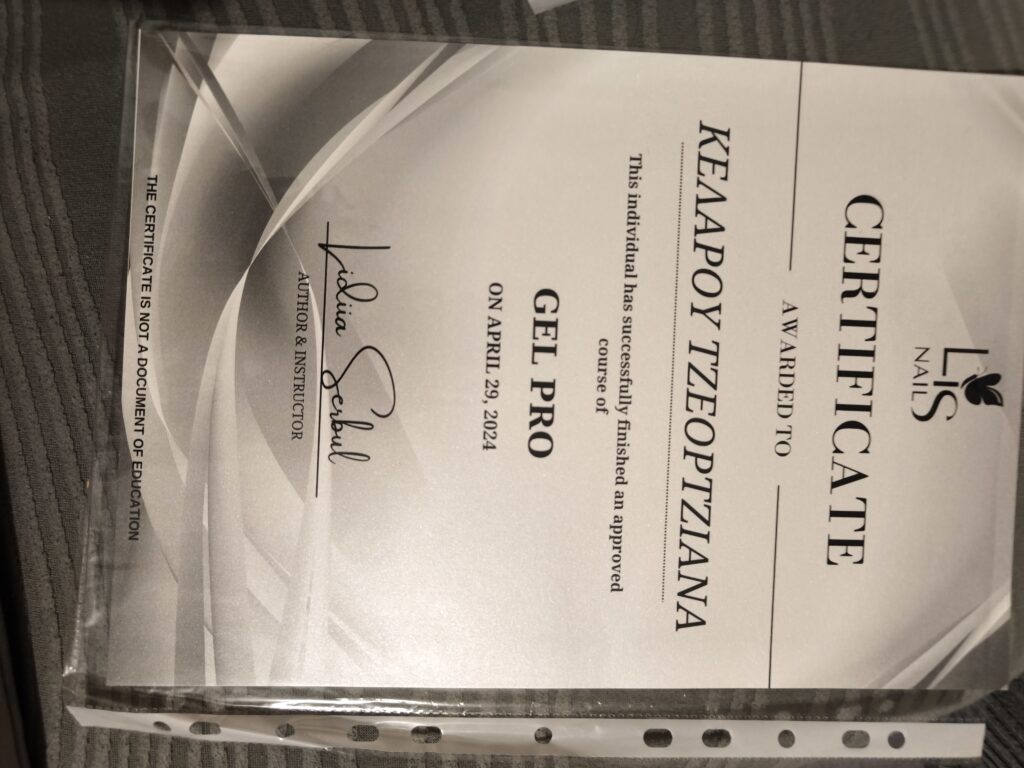 LIS
NAILS
CERTIFICATE
AWARDED TO
ΚΕΛΑΡΟΥ ΤΖΕΟΡΤΖΙΑΝΑ
This individual has successfully finished an approved
course of
GEL PRO
ON APRIL 29, 2024
Lidiia Serbul
AUTHOR & INSTRUCTOR
THE CERTIFICATE IS NOT A DOCUMENT OF EDUCATION